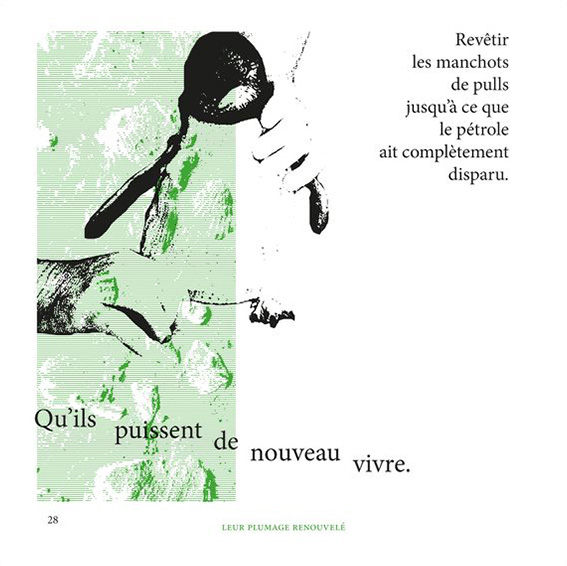 Revêtir
les manchots
de pulls
jusqu'à ce que
le pétrole
ait complètement
disparu.
Qu'ils puissent de nouveau vivre.
28
LEUR PLUMAGE RENOUVELÉ